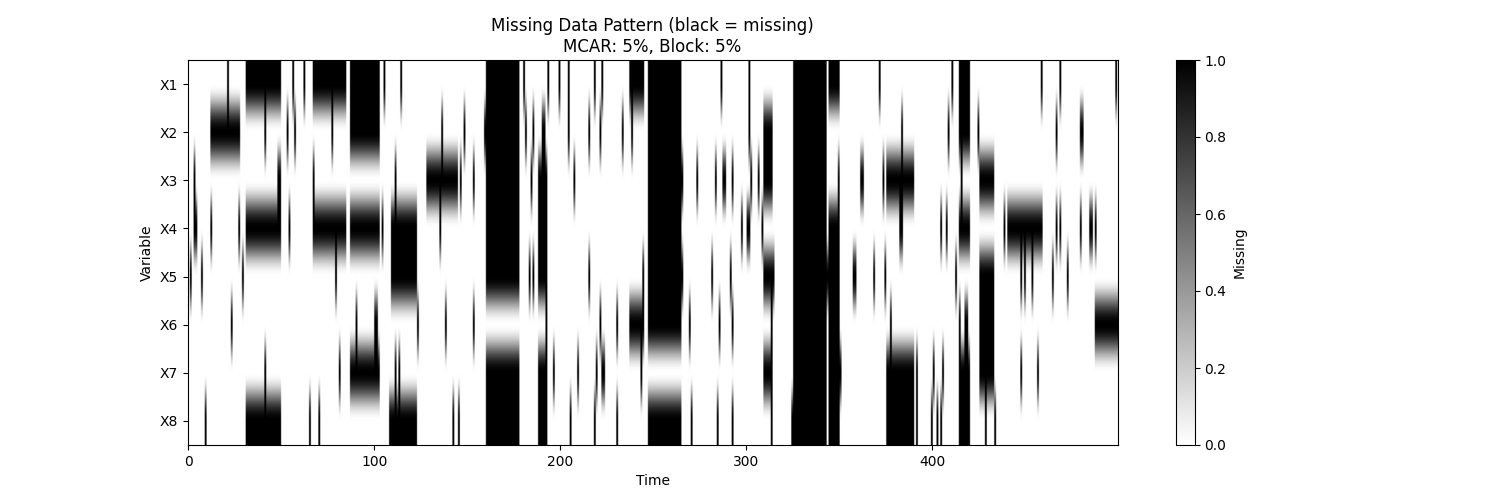 Missing Data Pattern (black = missing)
MCAR: 5%, Block: 5%
X1
X2
X3
X4
X5
X6
X7
X8
Variable
0
100
200
300
400
Time
1.0
0.8
0.6
0.4
0.2
0.0
Missing